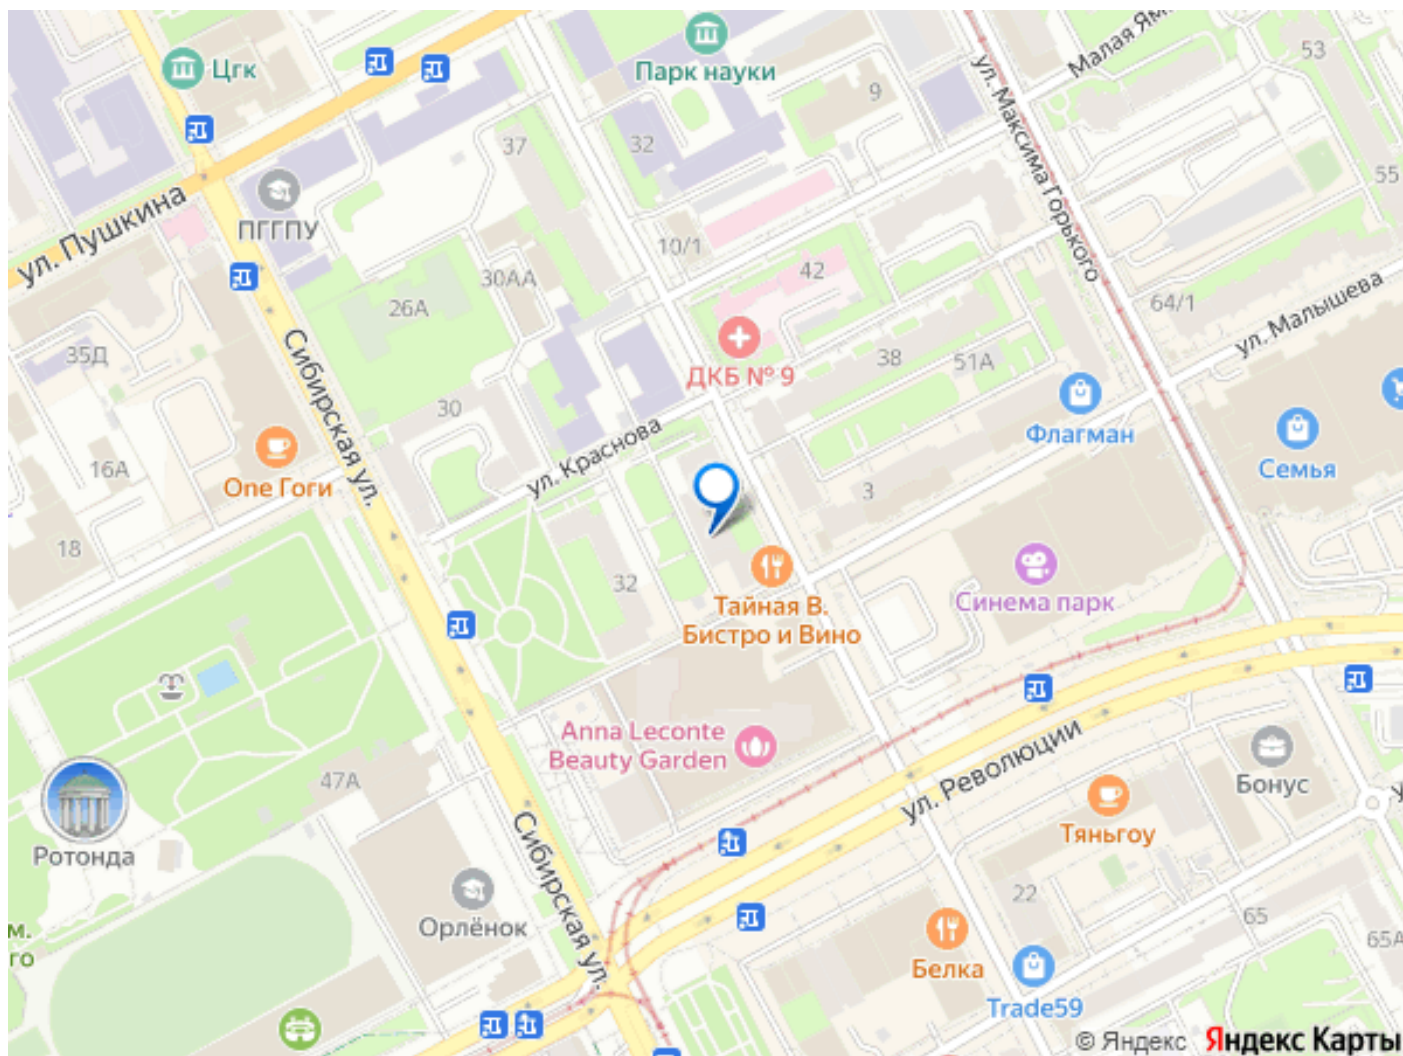 Цгк
Парк науки
Малая Ям
53
9
37
32
ул. Максима Горького
55
ул. Пушкина
ПГГПУ
10/1
30АА
42
26А
64/1
ул. Малышева
35Д
Сибирская ул.
ДКБ № 9
38
51А
30
Флагман
Семья
ул. Краснова
16А
One Гоги
3
18
32
Тайная В.
Бистро и Вино
Синема парк
Anna Leconte
Beauty Garden
47А
ул. Революции
Бонус
Тяньгоу
Ротонда
Сибирская ул.
Орлёнок
22
65
65А
м.
го
Белка
Trade59
© Яндекс Яндекс Карты